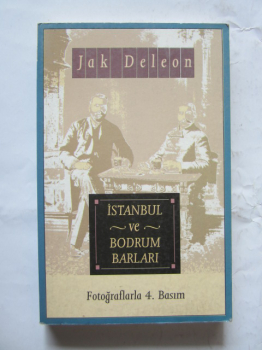 Jak Deleon
İSTANBUL
~ ve ~
BODRUM
BARLARI
Fotoğraflarla 4. Basım